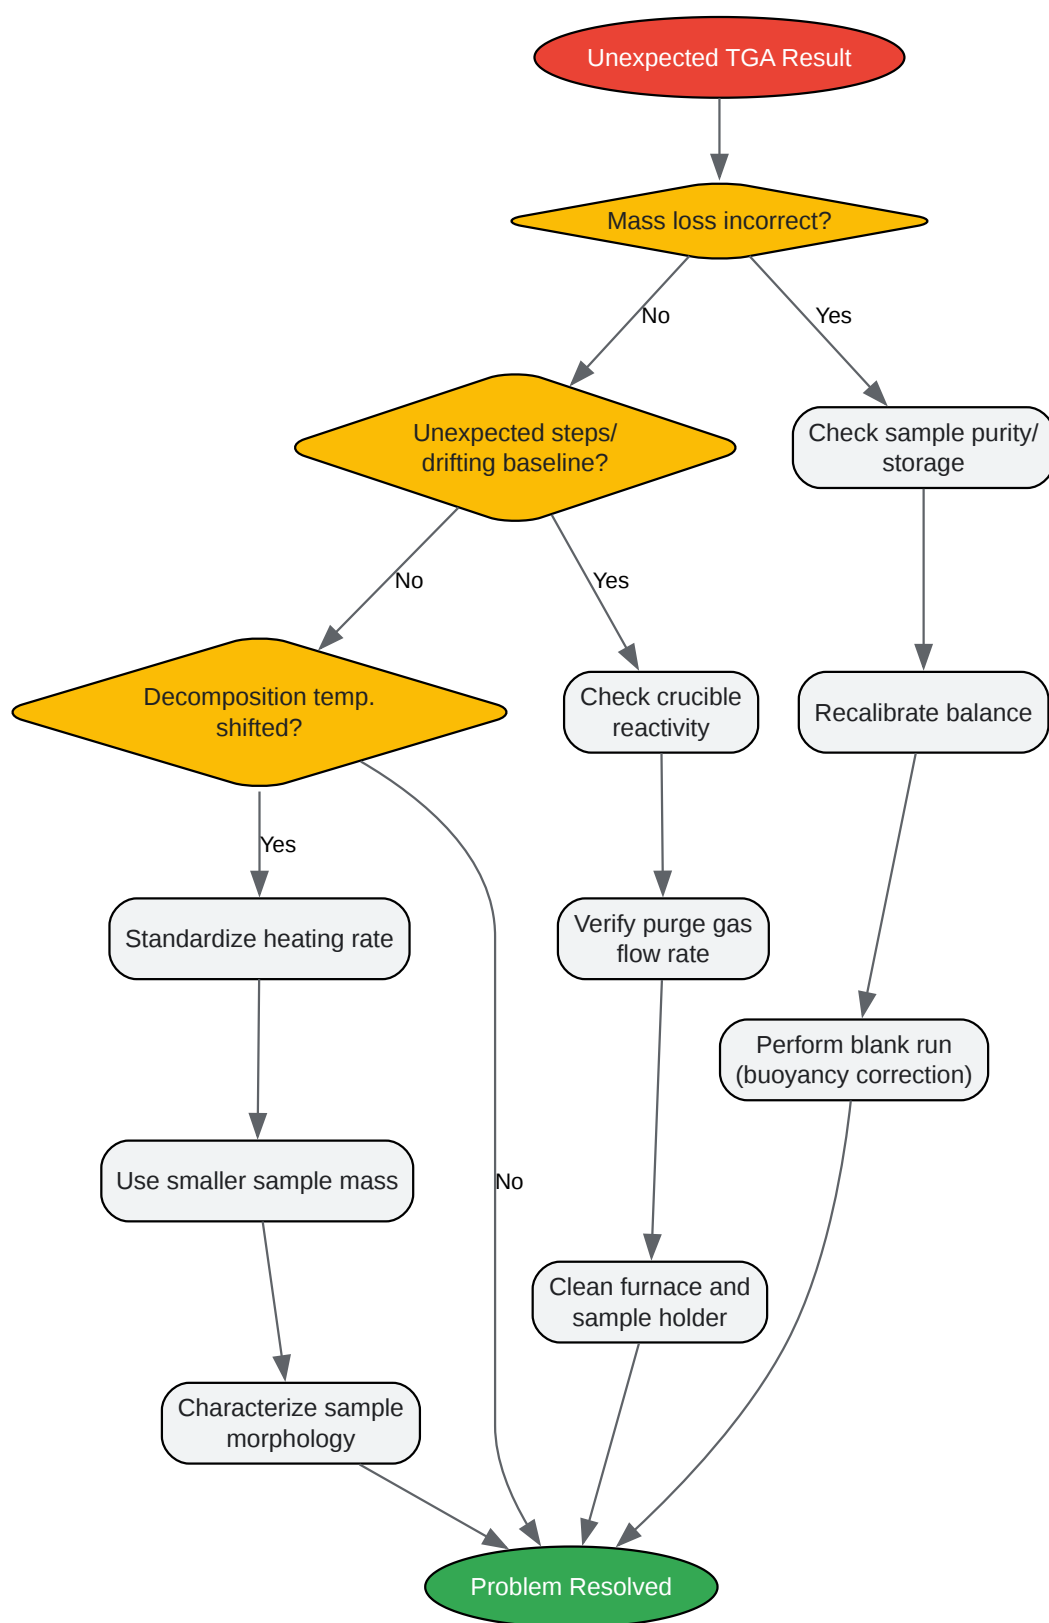 Unexpected TGA Result
Mass loss incorrect?
No
Yes
Unexpected steps/
drifting baseline?
Check sample purity/
storage
No
Yes
Decomposition temp.
shifted?
Check crucible
reactivity
Recalibrate balance
Yes
Standardize heating rate
Verify purge gas
flow rate
Perform blank run
(buoyancy correction)
Use smaller sample mass
No
Clean furnace and
sample holder
Characterize sample
morphology
Problem Resolved